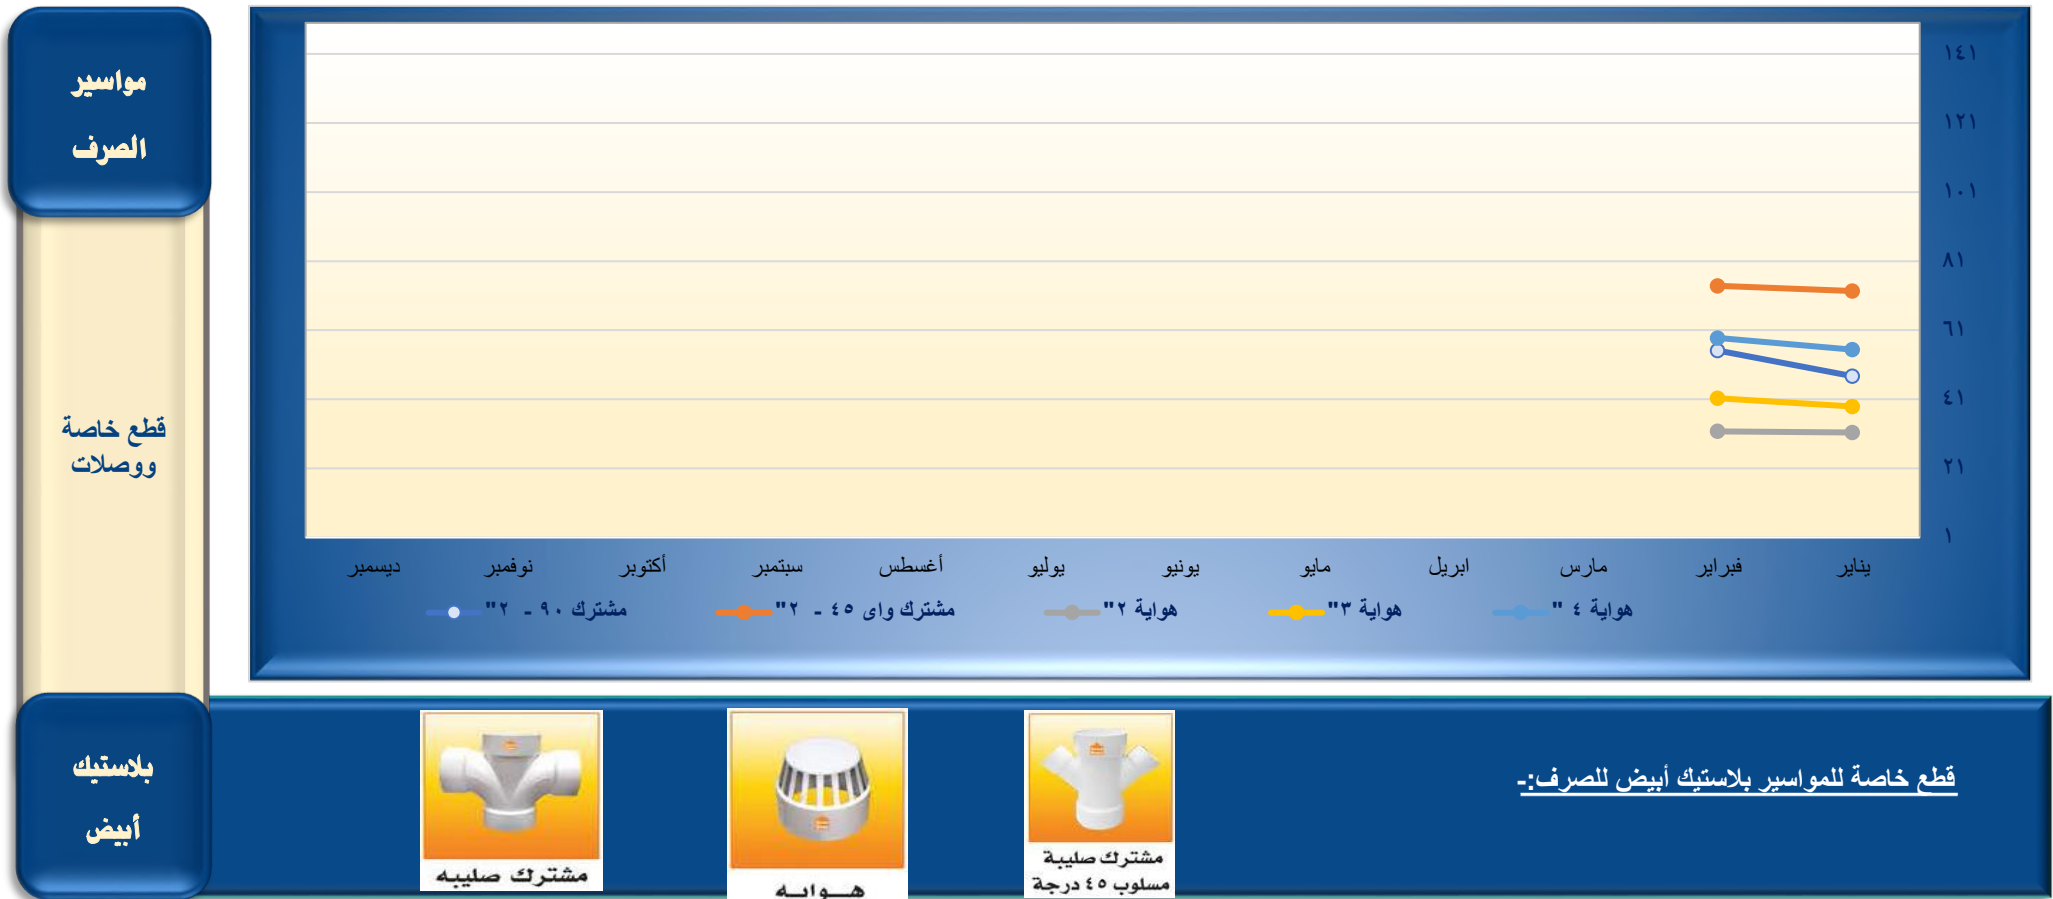 مواسير
الصرف
قطع خاصة
ووصلات
بلاستيك
أبيض
١٤١
١٢١
١٠١
٨١
٦١
٤١
٢١
١
يناير
فبراير
مارس
ابريل
مايو
يونيو
يوليو
أغسطس
سبتمبر
أكتوبر
نوفمبر
ديسمبر
هواية ٤ "
هواية ٣"
هواية ٢"
مشترك واى ٤٥ - ٢"
مشترك ٩٠ - ٢"
قطع خاصة للمواسير بلاستيك أبيض للصرف:-
مشترك صليبة
مسلوب ٤٥ درجة
هـــوايــه
مشترك صليبه